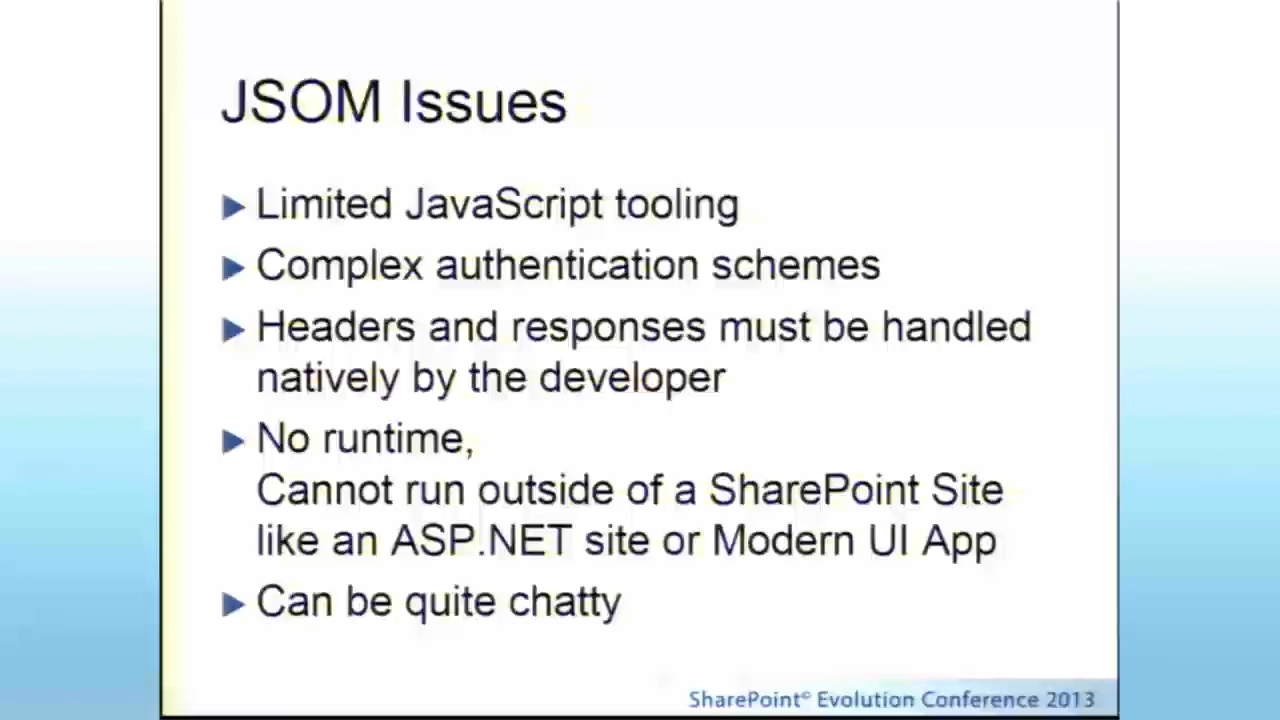 JSOM Issues
Limited JavaScript tooling
Complex authentication schemes
Headers and responses must be handled
natively by the developer
No runtime,
Cannot run outside of a SharePoint Site
like an ASP.NET site or Modern UI App
Can be quite chatty
SharePoint© Evolution Conference 2013